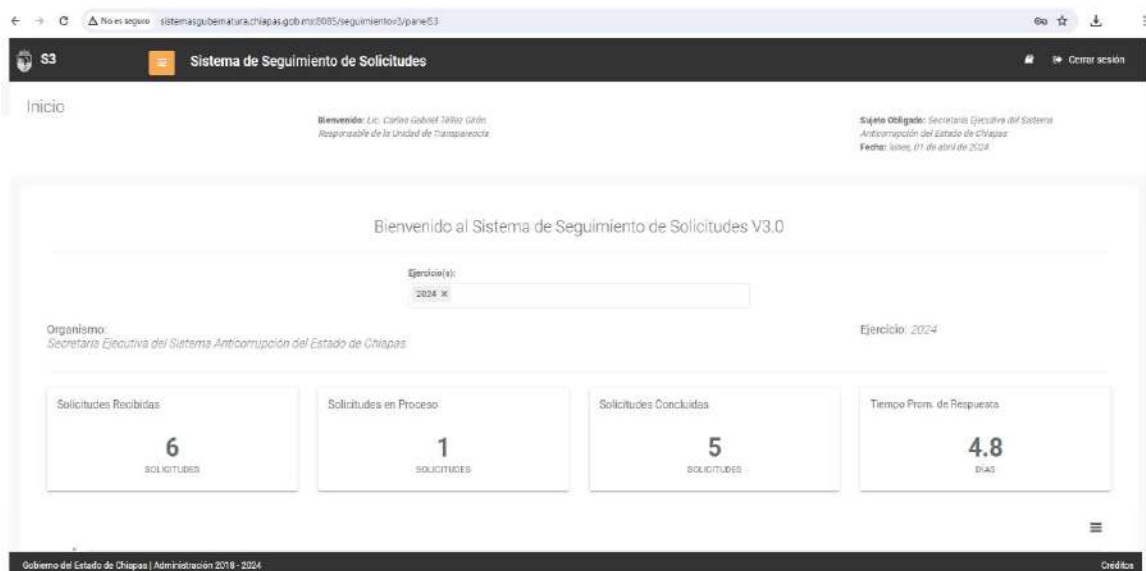 No es seguro sistemasgubernatura.chiapas.gob.mx:8085/seguimientov3/panelS3
S3
Sistema de Seguimiento de Solicitudes
Cerrar sesión
Inicio
Bienvenido: Lic. Carlos Gabriel Téllez Girón
Responsable de la Unidad de Transparencia
Sujeto Obligado: Secretaría Ejecutiva del Sistema
Anticorrupción del Estado de Chiapas
Fecha: lunes, 01 de abril de 2024
Bienvenido al Sistema de Seguimiento de Solicitudes V3.0
Ejercicio(s):
2024 ×
Organismo:
Secretaría Ejecutiva del Sistema Anticorrupción del Estado de Chiapas
Ejercicio: 2024
Solicitudes Recibidas
6
SOLICITUDES
Solicitudes en Proceso
1
SOLICITUDES
Solicitudes Concluidas
5
SOLICITUDES
Tiempo Prom. de Respuesta
4.8
DÍAS
Gobierno del Estado de Chiapas | Administración 2018 - 2024
Créditos